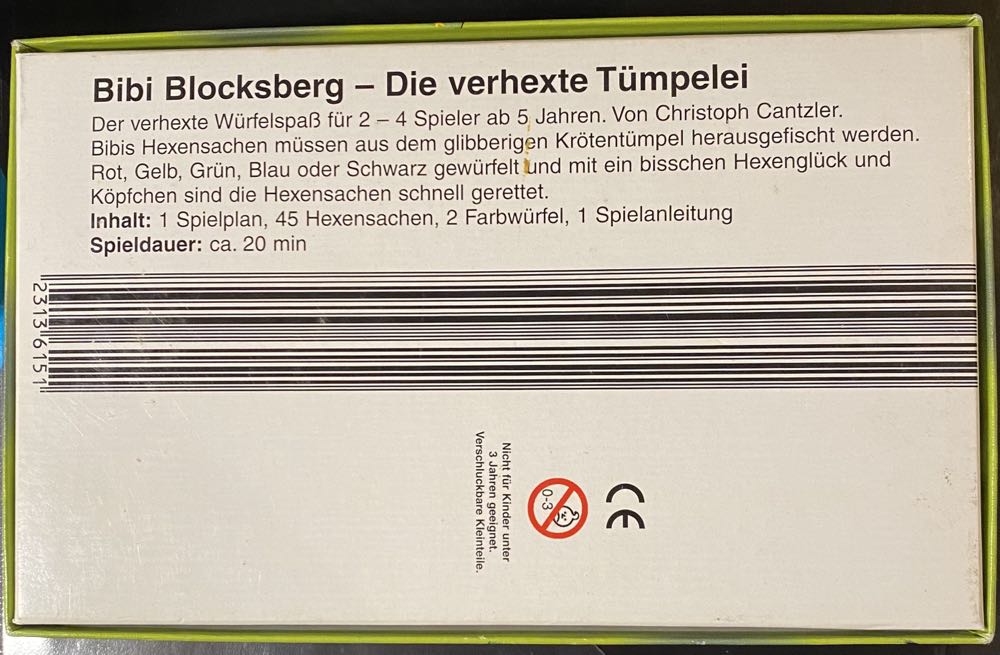 Bibi Blocksberg – Die verhexte Tümpelei
Der verhexte Würfelspaß für 2 – 4 Spieler ab 5 Jahren. Von Christoph Cantzler.
Bibis Hexensachen müssen aus dem glibberigen Krötentümpel herausgefischt werden.
Rot, Gelb, Grün, Blau oder Schwarz gewürfelt und mit ein bisschen Hexenglück und
Köpfchen sind die Hexensachen schnell gerettet.
Inhalt: 1 Spielplan, 45 Hexensachen, 2 Farbwürfel, 1 Spielanleitung
Spieldauer: ca. 20 min
23136151
Nicht für Kinder unter
3 Jahren geeignet.
Verschluckbare Kleinteile.
0-3
CE